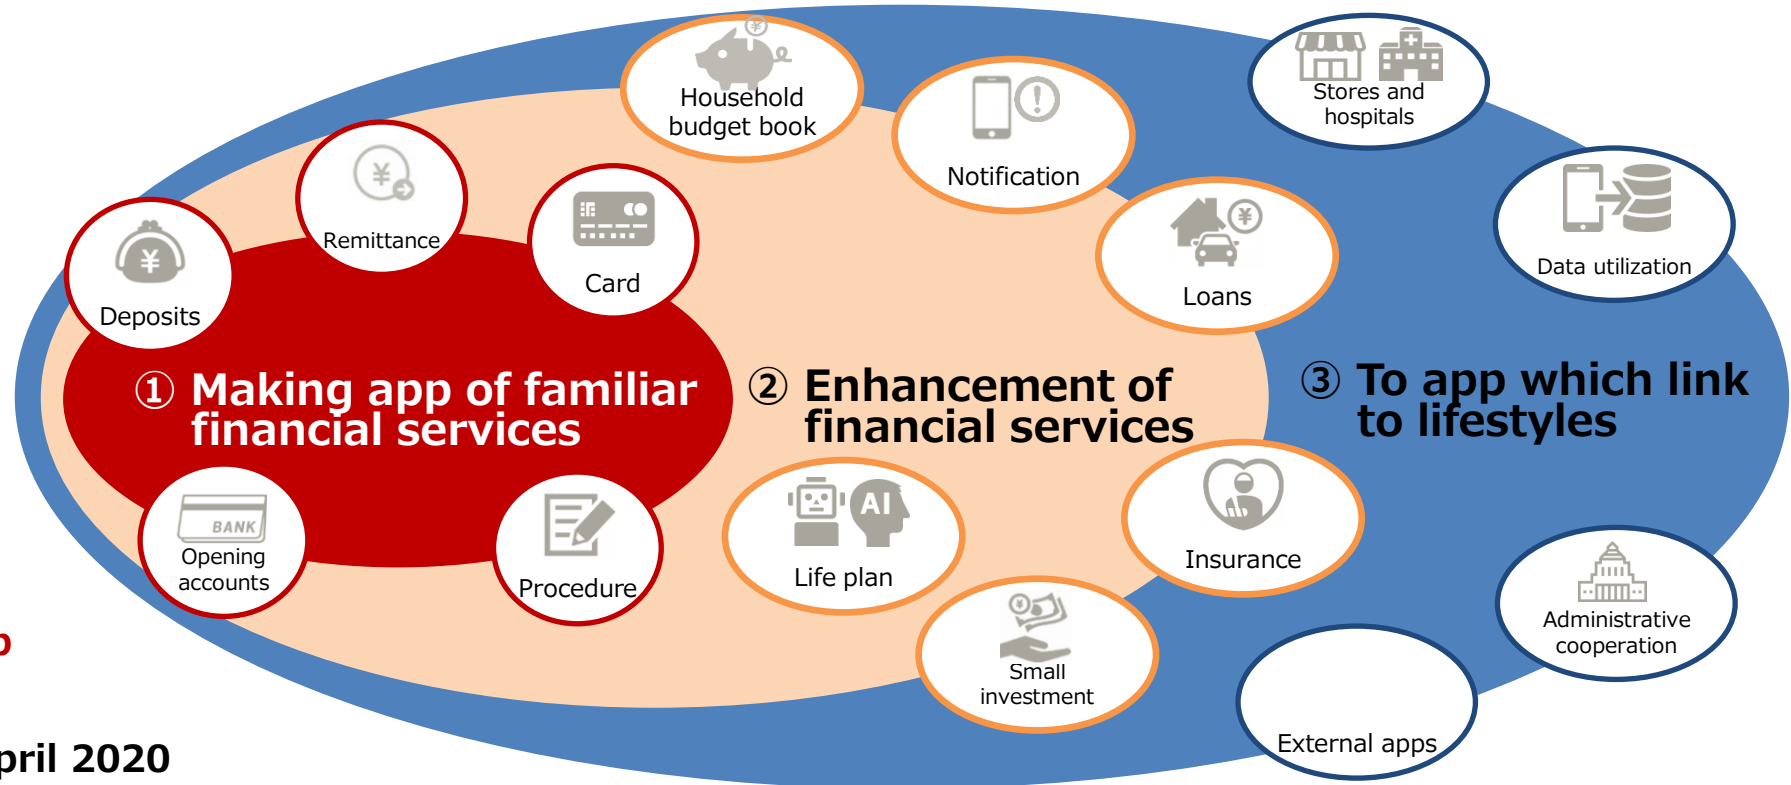 Household
budget book
Stores and
hospitals
Notification
Remittance
Card
Data utilization
Deposits
Loans
① Making app of familiar
financial services
② Enhancement of
financial services
③ To app which link
to lifestyles
BANK
Opening
accounts
Procedure
AI
Life plan
Insurance
Small
investment
Administrative
cooperation
External apps
pril 2020